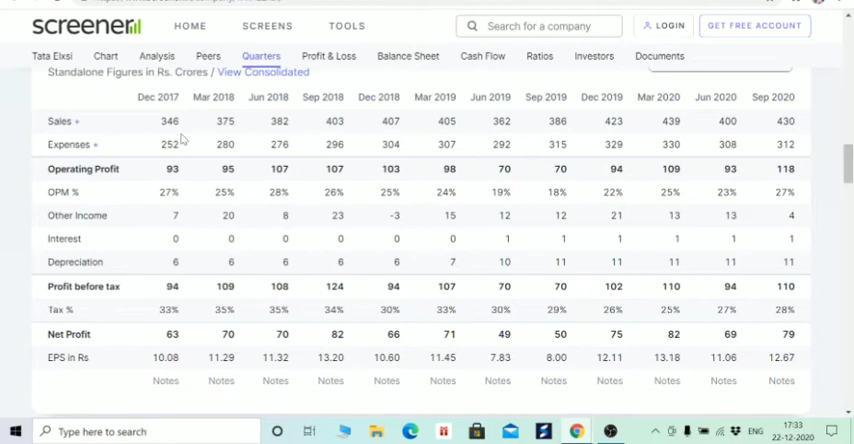 screener HOME SCREENS TOOLS Search for a company LOGIN GET FREE ACCOUNT
Tata Elxsi Chart Analysis Peers Quarters Profit & Loss Balance Sheet Cash Flow Ratios Investors Documents
Standalone Figures in Rs. Crores / View Consolidated
Dec 2017 Mar 2018 Jun 2018 Sep 2018 Dec 2018 Mar 2019 Jun 2019 Sep 2019 Dec 2019 Mar 2020 Jun 2020 Sep 2020
Sales + 346 375 382 403 407 405 362 386 423 439 400 430
Expenses + 252 280 276 296 304 307 292 315 329 330 308 312
Operating Profit 93 95 107 107 103 98 70 70 94 109 93 118
OPM % 27% 25% 28% 26% 25% 24% 19% 18% 22% 25% 23% 27%
Other Income 7 20 8 23 -3 15 12 12 21 13 13 4
Interest 0 0 0 0 0 0 1 1 1 1 1 1
Depreciation 6 6 6 6 6 7 10 11 11 11 11 11
Profit before tax 94 109 108 124 94 107 70 70 102 110 94 110
Tax % 33% 35% 35% 34% 30% 33% 30% 29% 26% 25% 27% 28%
Net Profit 63 70 70 82 66 71 49 50 75 82 69 79
EPS in Rs 10.08 11.29 11.32 13.20 10.60 11.45 7.83 8.00 12.11 13.18 11.06 12.67
Notes Notes Notes Notes Notes Notes Notes Notes Notes Notes Notes Notes
Type here to search ENG 17:33
22-12-2020